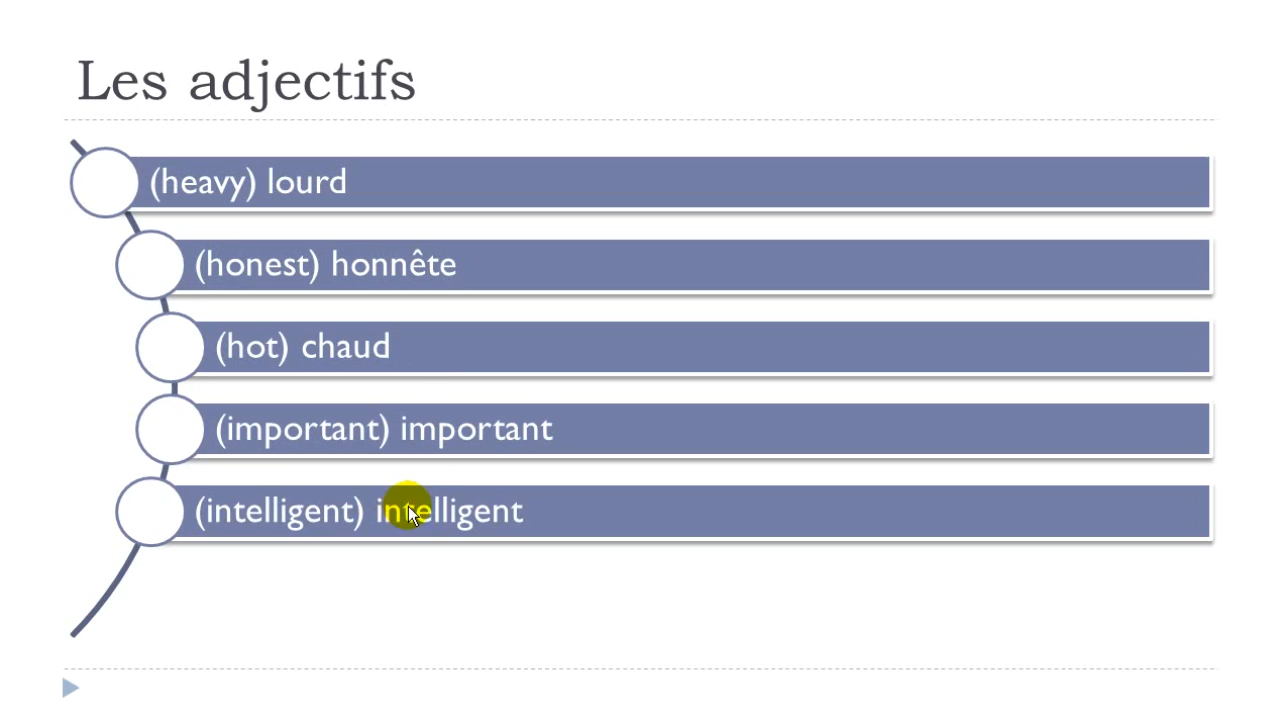 Les adjectifs
(heavy) lourd
(honest) honnête
(hot) chaud
(important) important
(intelligent) intelligent